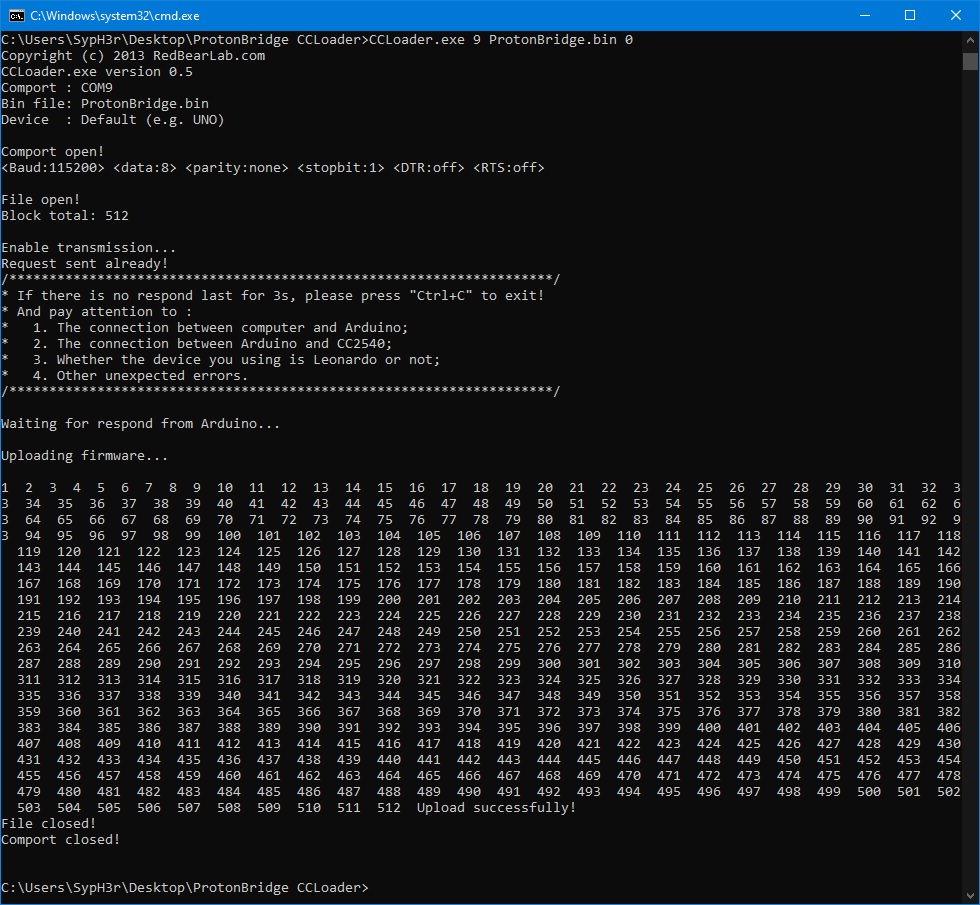 C:\Windows\system32\cmd.exe
C:\Users\SypH3r\Desktop\ProtonBridge CCLoader>CCLoader.exe 9 ProtonBridge.bin 0
Copyright (c) 2013 RedBearLab.com
CCLoader.exe version 0.5
Comport : COM9
Bin file: ProtonBridge.bin
Device  : Default (e.g. UNO)
Comport open!
<Baud:115200> <data:8> <parity:none> <stopbit:1> <DTR:off> <RTS:off>
File open!
Block total: 512
Enable transmission...
Request sent already!
/********************************************************************/
* If there is no respond last for 3s, please press "Ctrl+C" to exit!
* And pay attention to :
*   1. The connection between computer and Arduino;
*   2. The connection between Arduino and CC2540;
*   3. Whether the device you using is Leonardo or not;
*   4. Other unexpected errors.
/********************************************************************/
Waiting for respond from Arduino...
Uploading firmware...
1  2  3  4  5  6  7  8  9  10  11  12  13  14  15  16  17  18  19  20  21  22  23  24  25  26  27  28  29  30  31  32  3
3  34  35  36  37  38  39  40  41  42  43  44  45  46  47  48  49  50  51  52  53  54  55  56  57  58  59  60  61  62  6
3  64  65  66  67  68  69  70  71  72  73  74  75  76  77  78  79  80  81  82  83  84  85  86  87  88  89  90  91  92  9
3  94  95  96  97  98  99  100  101  102  103  104  105  106  107  108  109  110  111  112  113  114  115  116  117  118
  119  120  121  122  123  124  125  126  127  128  129  130  131  132  133  134  135  136  137  138  139  140  141  142
  143  144  145  146  147  148  149  150  151  152  153  154  155  156  157  158  159  160  161  162  163  164  165  166
  167  168  169  170  171  172  173  174  175  176  177  178  179  180  181  182  183  184  185  186  187  188  189  190
  191  192  193  194  195  196  197  198  199  200  201  202  203  204  205  206  207  208  209  210  211  212  213  214
  215  216  217  218  219  220  221  222  223  224  225  226  227  228  229  230  231  232  233  234  235  236  237  238
  239  240  241  242  243  244  245  246  247  248  249  250  251  252  253  254  255  256  257  258  259  260  261  262
  263  264  265  266  267  268  269  270  271  272  273  274  275  276  277  278  279  280  281  282  283  284  285  286
  287  288  289  290  291  292  293  294  295  296  297  298  299  300  301  302  303  304  305  306  307  308  309  310
  311  312  313  314  315  316  317  318  319  320  321  322  323  324  325  326  327  328  329  330  331  332  333  334
  335  336  337  338  339  340  341  342  343  344  345  346  347  348  349  350  351  352  353  354  355  356  357  358
  359  360  361  362  363  364  365  366  367  368  369  370  371  372  373  374  375  376  377  378  379  380  381  382
  383  384  385  386  387  388  389  390  391  392  393  394  395  396  397  398  399  400  401  402  403  404  405  406
  407  408  409  410  411  412  413  414  415  416  417  418  419  420  421  422  423  424  425  426  427  428  429  430
  431  432  433  434  435  436  437  438  439  440  441  442  443  444  445  446  447  448  449  450  451  452  453  454
  455  456  457  458  459  460  461  462  463  464  465  466  467  468  469  470  471  472  473  474  475  476  477  478
  479  480  481  482  483  484  485  486  487  488  489  490  491  492  493  494  495  496  497  498  499  500  501  502
  503  504  505  506  507  508  509  510  511  512  Upload successfully!
File closed!
Comport closed!
C:\Users\SypH3r\Desktop\ProtonBridge CCLoader>